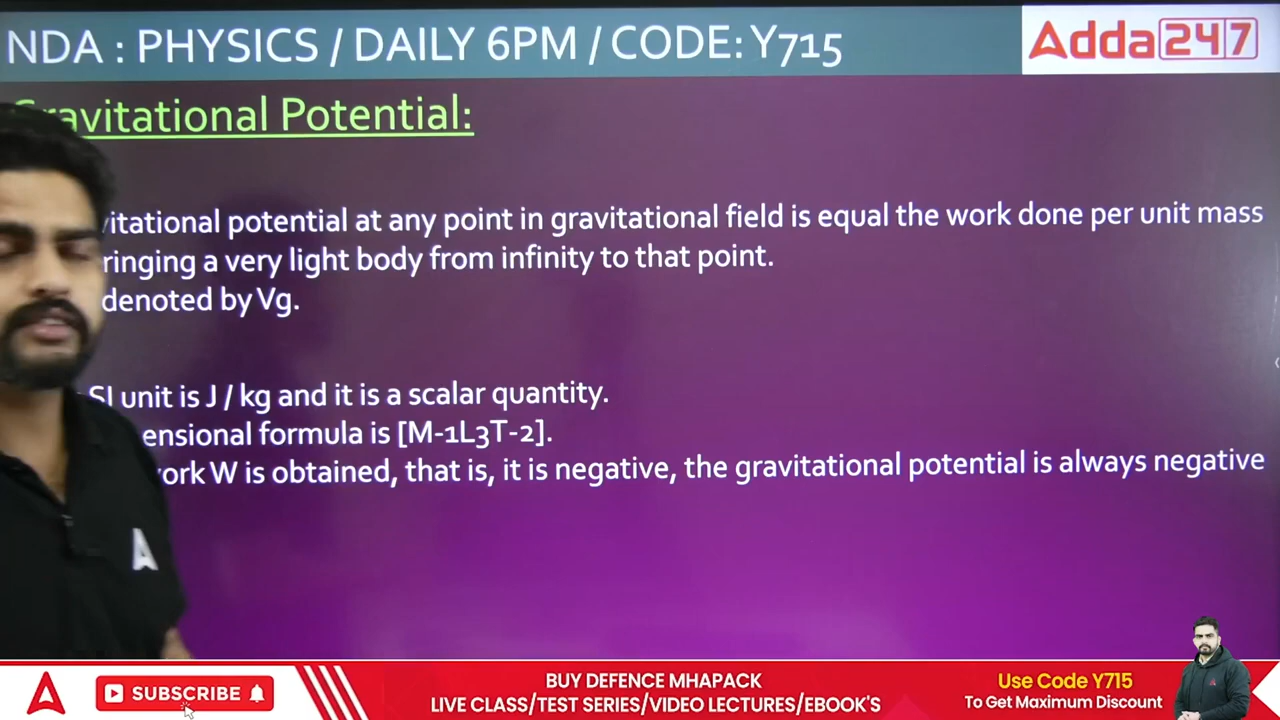 NDA : PHYSICS / DAILY 6PM / CODE: Y715
Adda 247
Gravitational Potential:
vitational potential at any point in gravitational field is equal the work done per unit mass
ringing a very light body from infinity to that point.
denoted by Vg.
SI unit is J / kg and it is a scalar quantity.
ensional formula is [M-1L3T-2].
ork W is obtained, that is, it is negative, the gravitational potential is always negative
SUBSCRIBE
BUY DEFENCE MHAPACK
LIVE CLASS/TEST SERIES/VIDEO LECTURES/EBOOK'S
Use Code Y715
To Get Maximum Discount